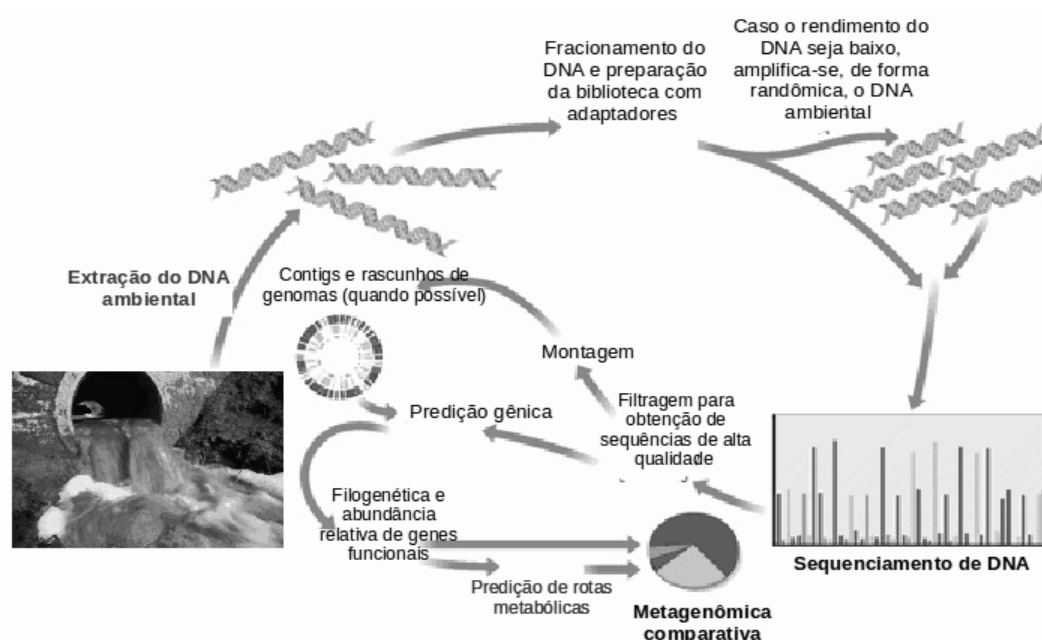 Fracionamento do
DNA e preparação
da biblioteca com
adaptadores
Caso o rendimento do
DNA seja baixo,
amplifica-se, de forma
randômica, o DNA
ambiental
Extração do DNA
ambiental
Contigs e rascunhos de
genomas (quando possível)
Montagem
Predição gênica
Filtragem para
obtenção de
sequências de alta
qualidade
Filogenética e
abundância
relativa de genes
funcionais
Predição de rotas
metabólicas
Metagenômica
comparativa
Sequenciamento de DNA